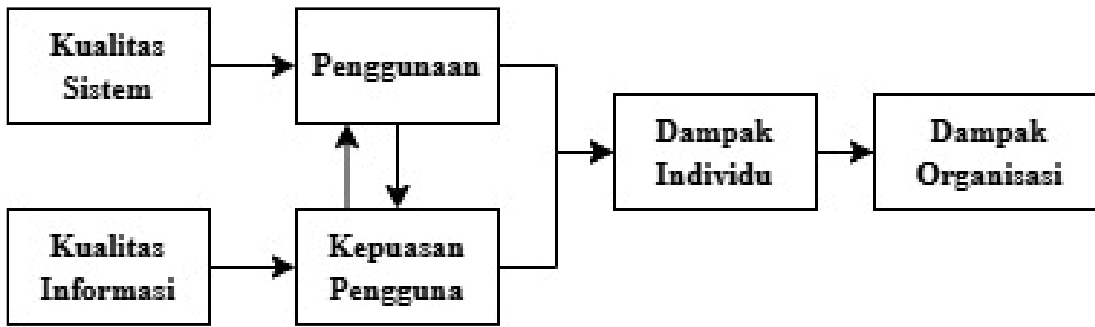 Kualitas
Sistem
Penggunaan
Dampak
Individu
Dampak
Organisasi
Kualitas
Informasi
Kepuasan
Pengguna